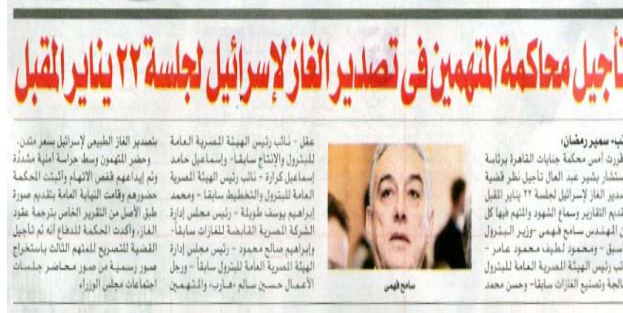 تأجيل محاكمة المتهمين فى تصدير الغاز لإسرائيل لجلسة ٢٢ يناير المقبل
كتب- سمير رمضان:
قررت أمس محكمة جنايات القاهرة برئاسة
المستشار بشير عبد العال تأجيل نظر قضية
تصدير الغاز لإسرائيل لجلسة ٢٢ يناير المقبل
لتقديم التقارير وسماع الشهود والمتهم فيها كل
من المهندس سامح فهمى -وزير البترول
الأسبق - ومحمود لطيف محمود عامر -
نائب رئيس الهيئة المصرية العامة للبترول
لمعالجة وتصنيع الغازات سابقا- وحسن محمد
سامح فهمى
عقل - نائب رئيس الهيئة المصرية العامة
للبترول والإنتاج سابقا- وإسماعيل حامد
إسماعيل كرارة - نائب رئيس الهيئة المصرية
العامة للبترول والتخطيط سابقا - ومحمد
إبراهيم يوسف طويلة - رئيس مجلس إدارة
الشركة المصرية القابضة للغازات سابقا-
وإبراهيم صالح محمود - رئيس مجلس إدارة
الهيئة المصرية العامة للبترول سابقا - ورجل
الأعمال حسين سالم «هارب» والمتهمين
بتصدير الغاز الطبيعى لإسرائيل بسعر متدن.
وحضر المتهمون وسط حراسة أمنية مشددة
وتم إيداعهم قفص الاتهام وأثبتت المحكمة
حضورهم وقامت النيابة العامة بتقديم صورة
طبق الأصل من التقرير الخاص بترجمة عقود
الغاز، وأكدت المحكمة للدفاع أنه تم تأجيل
القضية للتصريح للمتهم الثالث باستخراج
صور رسمية من صور محاضر جلسات
اجتماعات مجلس الوزراء